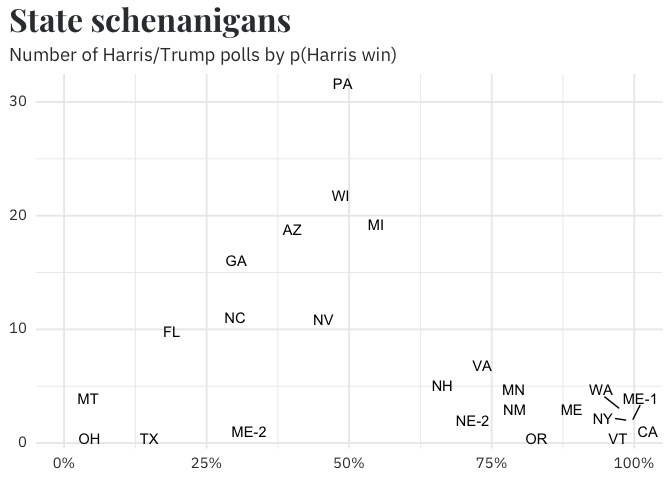 State schenanigans
Number of Harris/Trump polls by p(Harris win)
PA
30
WI
20
MI
AZ
GA
NC
NV
10
FL
VA
NH
MN
WA
MT
ME-1
NM
ME
NY
NE-2
ME-2
CA
0
OH
TX
OR
VT
0%
25%
50%
75%
100%